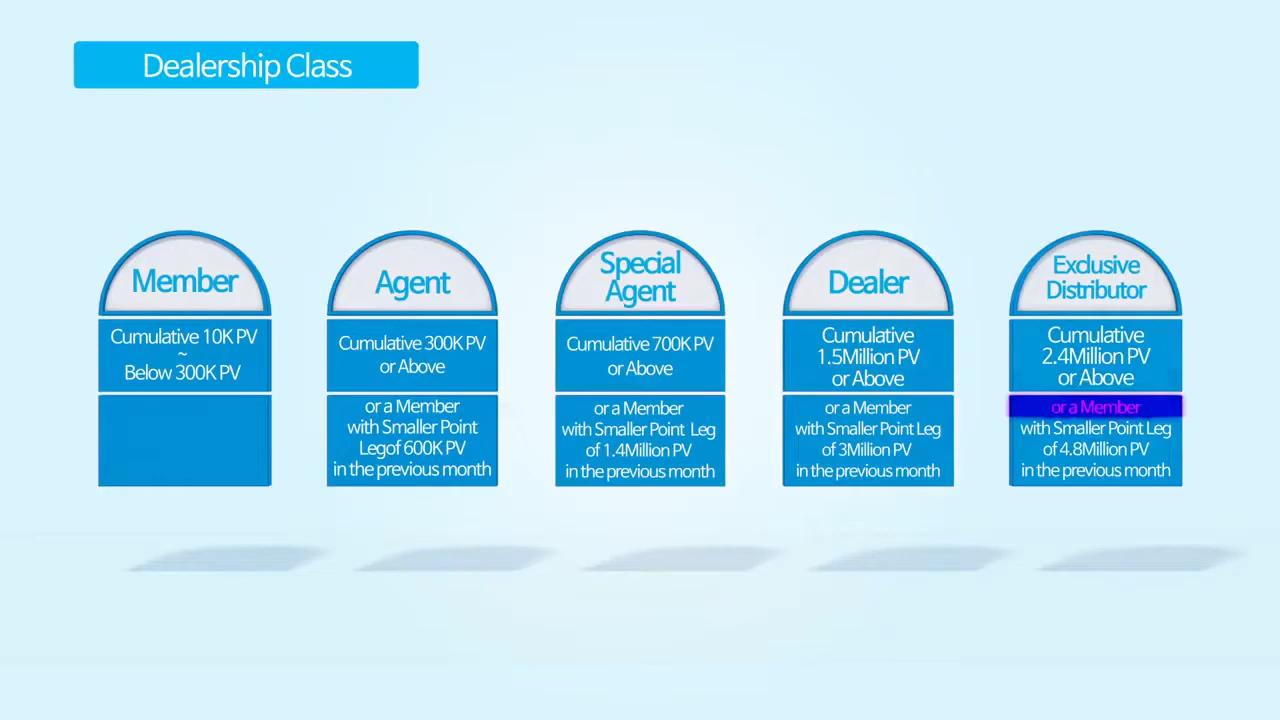 Dealership Class
Member
Cumulative 10K PV
~
Below 300K PV
Agent
Cumulative 300K PV
or Above
or a Member
with Smaller Point
Legof 600K PV
in the previous month
Special
Agent
Cumulative 700K PV
or Above
or a Member
with Smaller Point Leg
of 1.4Million PV
in the previous month
Dealer
Cumulative
1.5Million PV
or Above
or a Member
with Smaller Point Leg
of 3Million PV
in the previous month
Exclusive
Distributor
Cumulative
2.4Million PV
or Above
or a Member
with Smaller Point Leg
of 4.8Million PV
in the previous month